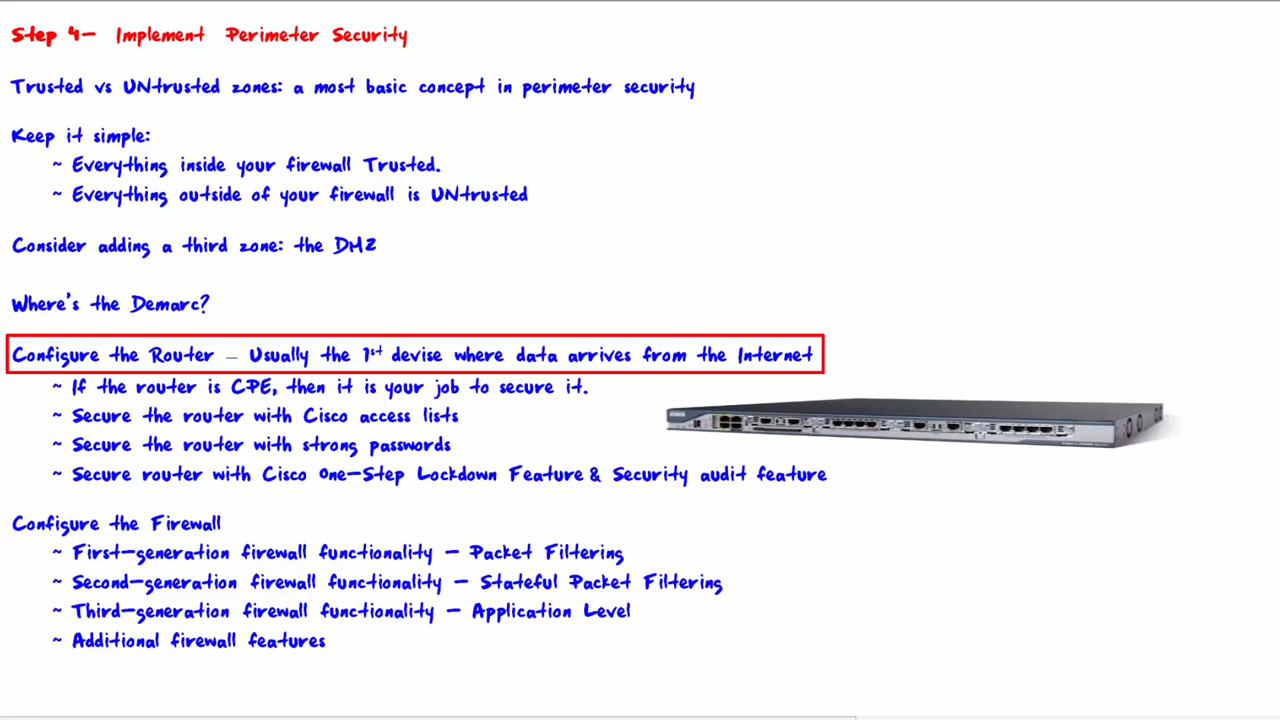 Step 4- Implement Perimeter Security
Trusted vs UNtrusted zones: a most basic concept in perimeter security
Keep it simple:
~ Everything inside your firewall Trusted.
~ Everything outside of your firewall is UNtrusted
Consider adding a third zone: the DMZ
Where's the Demarc?
Configure the Router – Usually the 1st devise where data arrives from the Internet
~ If the router is CPE, then it is your job to secure it.
~ Secure the router with Cisco access lists
~ Secure the router with strong passwords
~ Secure router with Cisco One-Step Lockdown Feature & Security audit feature
Configure the Firewall
~ First-generation firewall functionality – Packet Filtering
~ Second-generation firewall functionality – Stateful Packet Filtering
~ Third-generation firewall functionality – Application Level
~ Additional firewall features